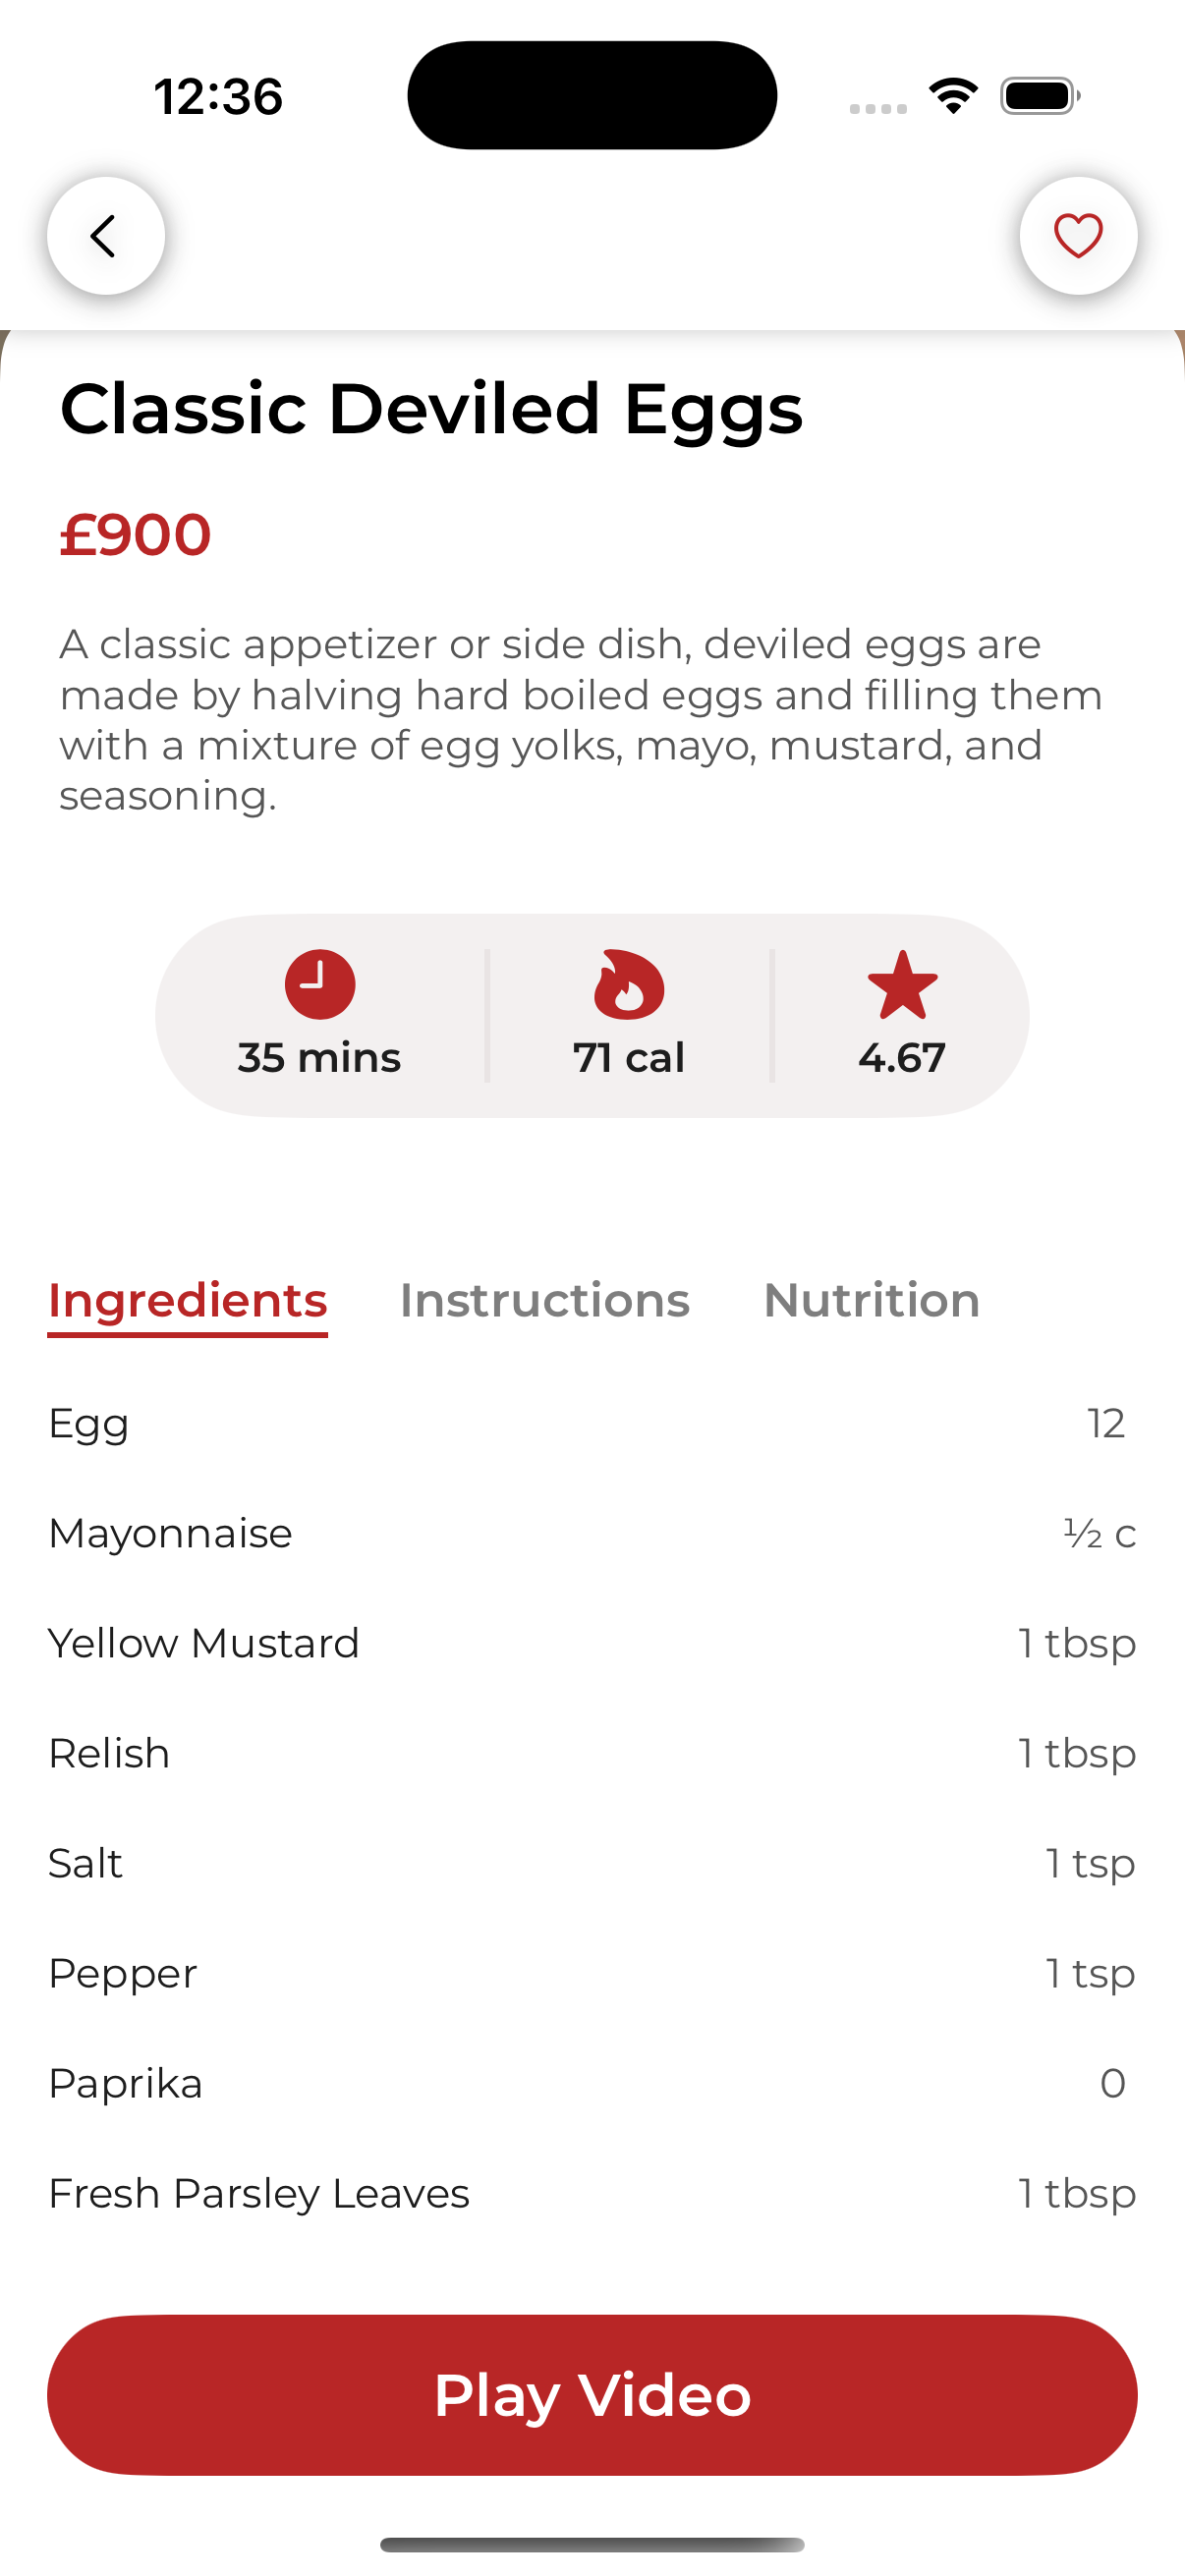 12:36
Classic Deviled Eggs
£900
A classic appetizer or side dish, deviled eggs are
made by halving hard boiled eggs and filling them
with a mixture of egg yolks, mayo, mustard, and
seasoning.
35 mins 71 cal 4.67
Ingredients Instructions Nutrition
Egg 12
Mayonnaise ½ c
Yellow Mustard 1 tbsp
Relish 1 tbsp
Salt 1 tsp
Pepper 1 tsp
Paprika 0
Fresh Parsley Leaves 1 tbsp
Play Video